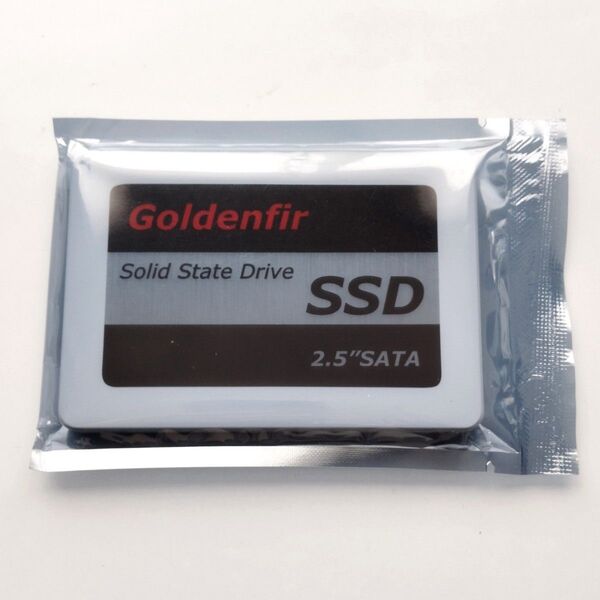 Goldenfir
Solid State Drive
SSD
2.5”SATA